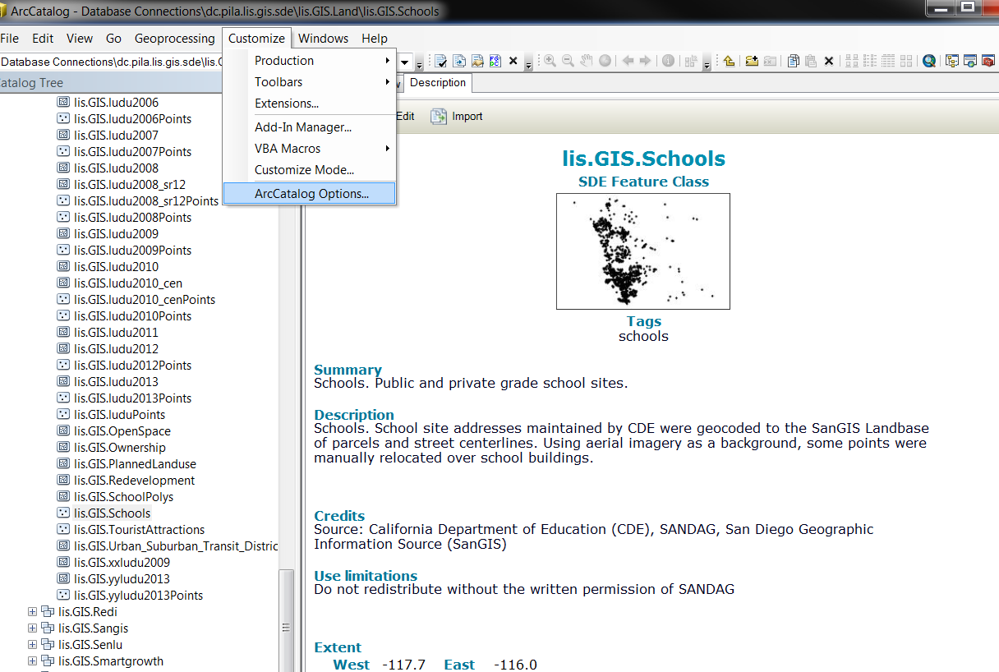 ArcCatalog - Database Connections\dc.pila.lis.gis.sde\lis.GIS.Land\lis.GIS.Schools
File Edit View Go Geoprocessing Customize Windows Help
Database Connections\dc.pila.lis.gis.sde\lis.G
Catalog Tree
Production
Toolbars
Extensions...
Add-In Manager...
VBA Macros
Customize Mode...
ArcCatalog Options...
Description
Edit Import
lis.GIS.ludu2006
lis.GIS.ludu2006Points
lis.GIS.ludu2007
lis.GIS.ludu2007Points
lis.GIS.ludu2008
lis.GIS.ludu2008_sr12
lis.GIS.ludu2008_sr12Points
lis.GIS.ludu2008Points
lis.GIS.ludu2009
lis.GIS.ludu2009Points
lis.GIS.ludu2010
lis.GIS.ludu2010_cen
lis.GIS.ludu2010_cenPoints
lis.GIS.ludu2010Points
lis.GIS.ludu2011
lis.GIS.ludu2012
lis.GIS.ludu2012Points
lis.GIS.ludu2013
lis.GIS.ludu2013Points
lis.GIS.luduPoints
lis.GIS.OpenSpace
lis.GIS.Ownership
lis.GIS.PlannedLanduse
lis.GIS.Redevelopment
lis.GIS.SchoolPolys
lis.GIS.Schools
lis.GIS.TouristAttractions
lis.GIS.Urban_Suburban_Transit_Distric
lis.GIS.xxludu2009
lis.GIS.yyludu2013
lis.GIS.yyludu2013Points
lis.GIS.Redi
lis.GIS.Sangis
lis.GIS.Senlu
lis.GIS.Smartgrowth
lis.GIS.Schools
SDE Feature Class
Tags
schools
Summary
Schools. Public and private grade school sites.
Description
Schools. School site addresses maintained by CDE were geocoded to the SanGIS Landbase
of parcels and street centerlines. Using aerial imagery as a background, some points were
manually relocated over school buildings.
Credits
Source: California Department of Education (CDE), SANDAG, San Diego Geographic
Information Source (SanGIS)
Use limitations
Do not redistribute without the written permission of SANDAG
Extent
West -117.7 East -116.0